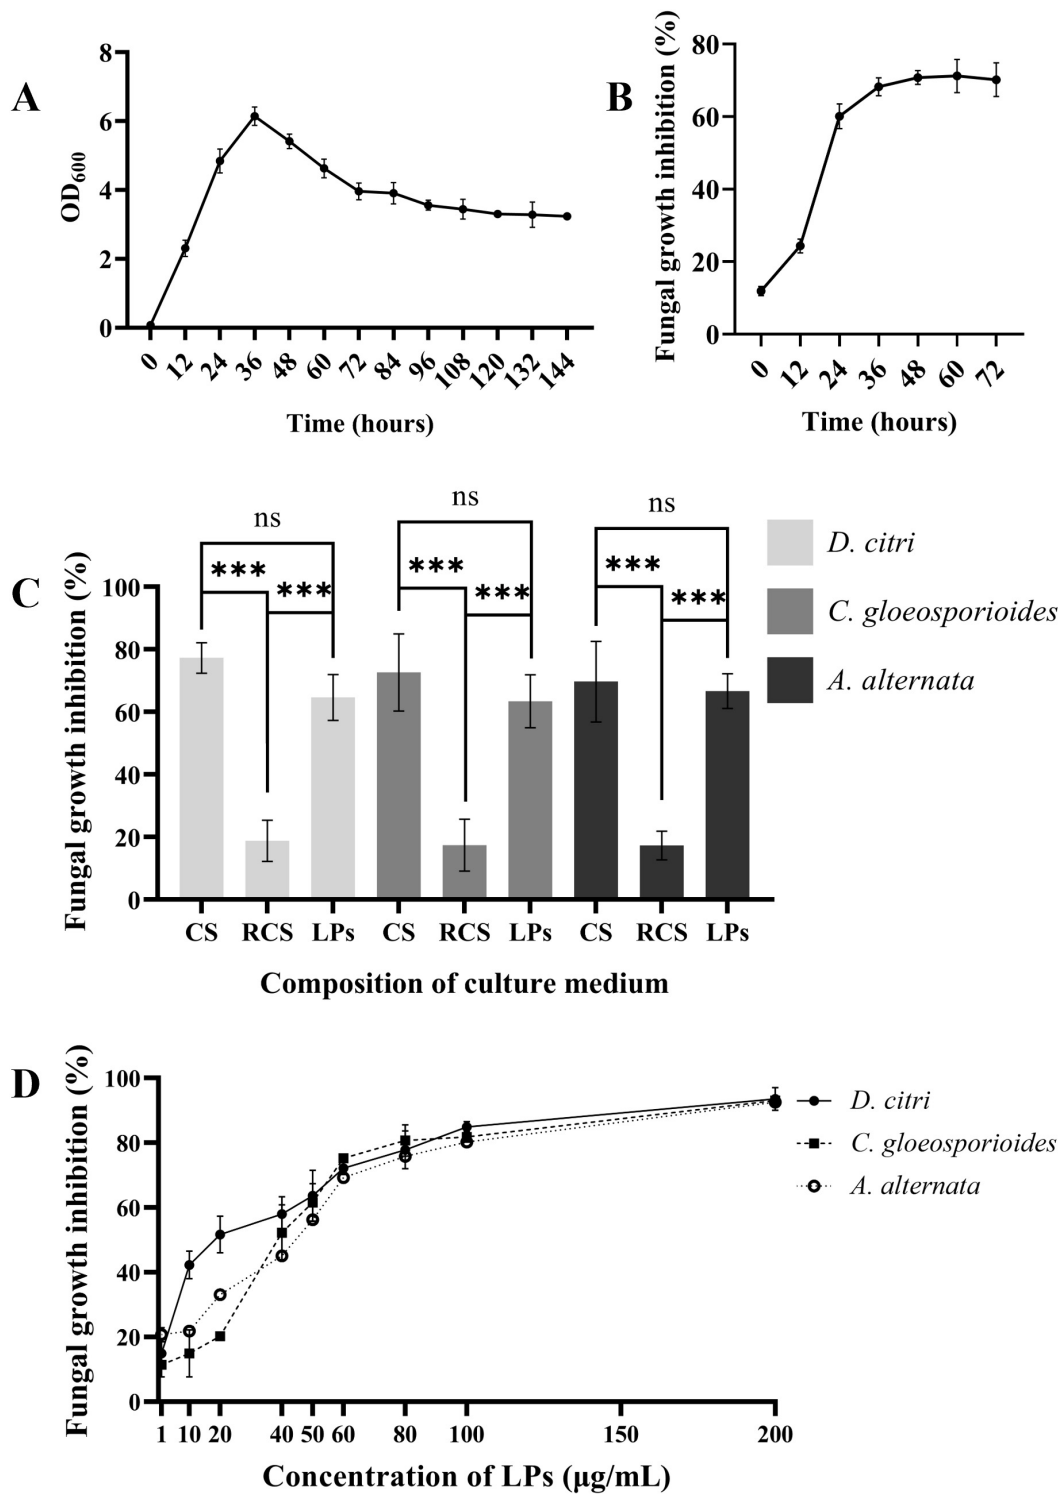 A
OD600
8
6
4
2
0
0 12 24 36 48 60 72 84 96 108 120 132 144
Time (hours)
B
Fungal growth inhibition (%)
80
60
40
20
0
0 12 24 36 48 60 72
Time (hours)
C
Fungal growth inhibition (%)
100
80
60
40
20
0
ns
***
***
ns
***
***
ns
***
***
CS RCS LPs CS RCS LPs CS RCS LPs
Composition of culture medium
D. citri
C. gloeosporioides
A. alternata
D
Fungal growth inhibition (%)
100
80
60
40
20
0
1 10 20 40 50 60 80 100 150 200
Concentration of LPs (μg/mL)
D. citri
C. gloeosporioides
A. alternata